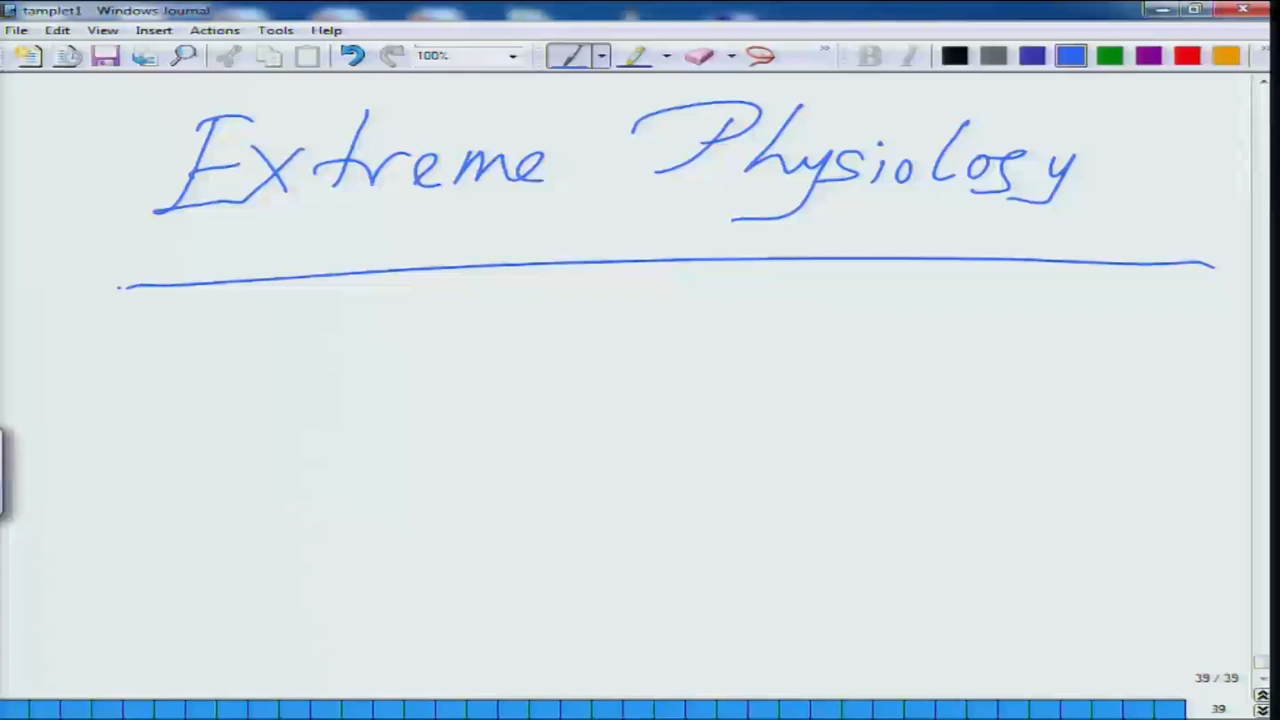 tamplet1 - Windows Journal
File Edit View Insert Actions Tools Help
100% B I
Extreme Physiology
39 / 39
39